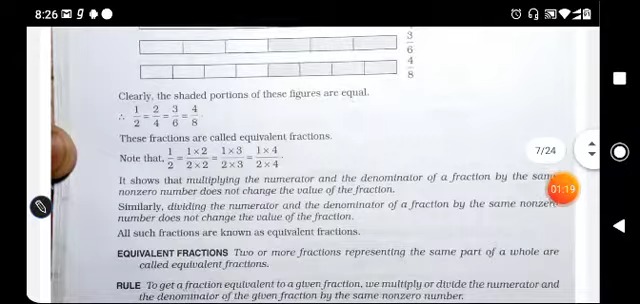 8:26
3
6
4
8
Clearly, the shaded portions of these figures are equal.
∴ 1/2 = 2/4 = 3/6 = 4/8.
These fractions are called equivalent fractions.
Note that, 1/2 = 1×2/2×2 = 1×3/2×3 = 1×4/2×4.
7/24
It shows that multiplying the numerator and the denominator of a fraction by the same
nonzero number does not change the value of the fraction.
01:19
Similarly, dividing the numerator and the denominator of a fraction by the same nonzero
number does not change the value of the fraction.
All such fractions are known as equivalent fractions.
EQUIVALENT FRACTIONS Two or more fractions representing the same part of a whole are
called equivalent fractions.
RULE To get a fraction equivalent to a given fraction, we multiply or divide the numerator and
the denominator of the given fraction by the same nonzero number.